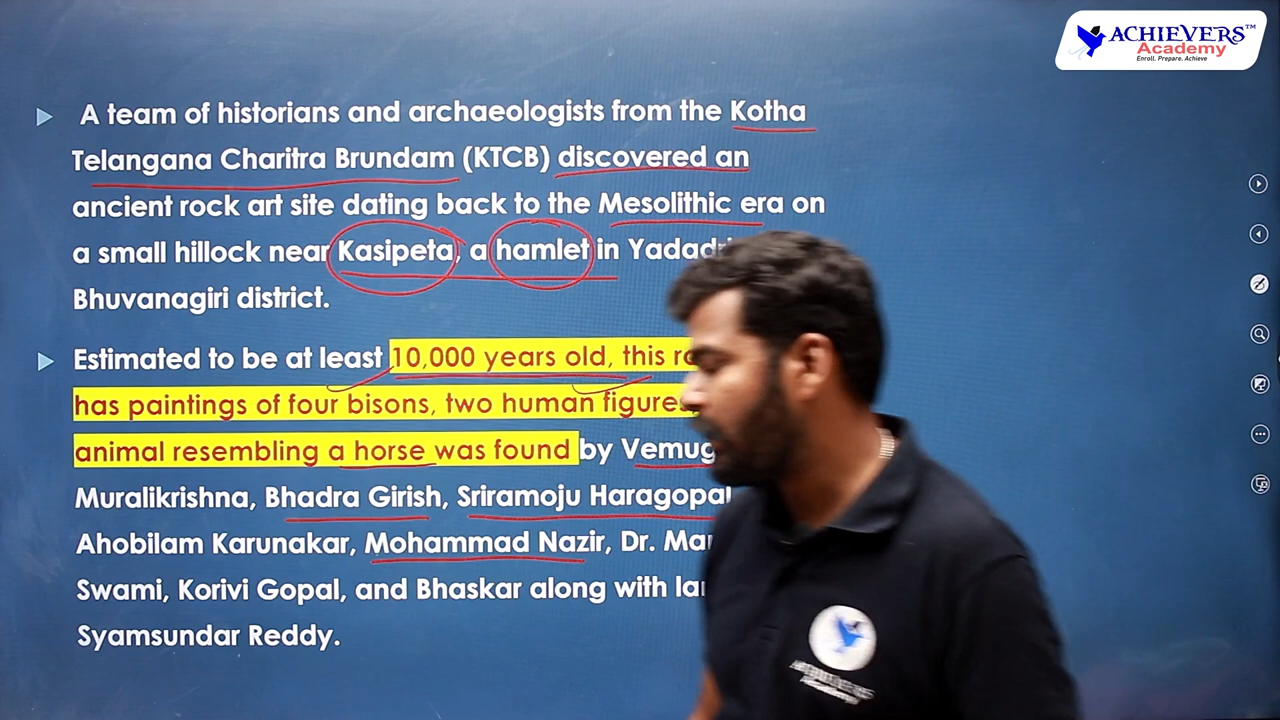 ACHIEVERS™
Academy
Enroll. Prepare. Achieve
A team of historians and archaeologists from the Kotha
Telangana Charitra Brundam (KTCB) discovered an
ancient rock art site dating back to the Mesolithic era on
a small hillock near Kasipeta, a hamlet in
Bhuvanagiri district.
Estimated to be at least 10,000 years old, this
has paintings of four bisons, two human figures,
animal resembling a horse was found by
Muralikrishna, Bhadra Girish, Sriramoju Haragopal
Ahobilam Karunakar, Mohammad Nazir, Dr.
Swami, Korivi Gopal, and Bhaskar along with
Syamsundar Reddy.
ACHIEVERS
Academy